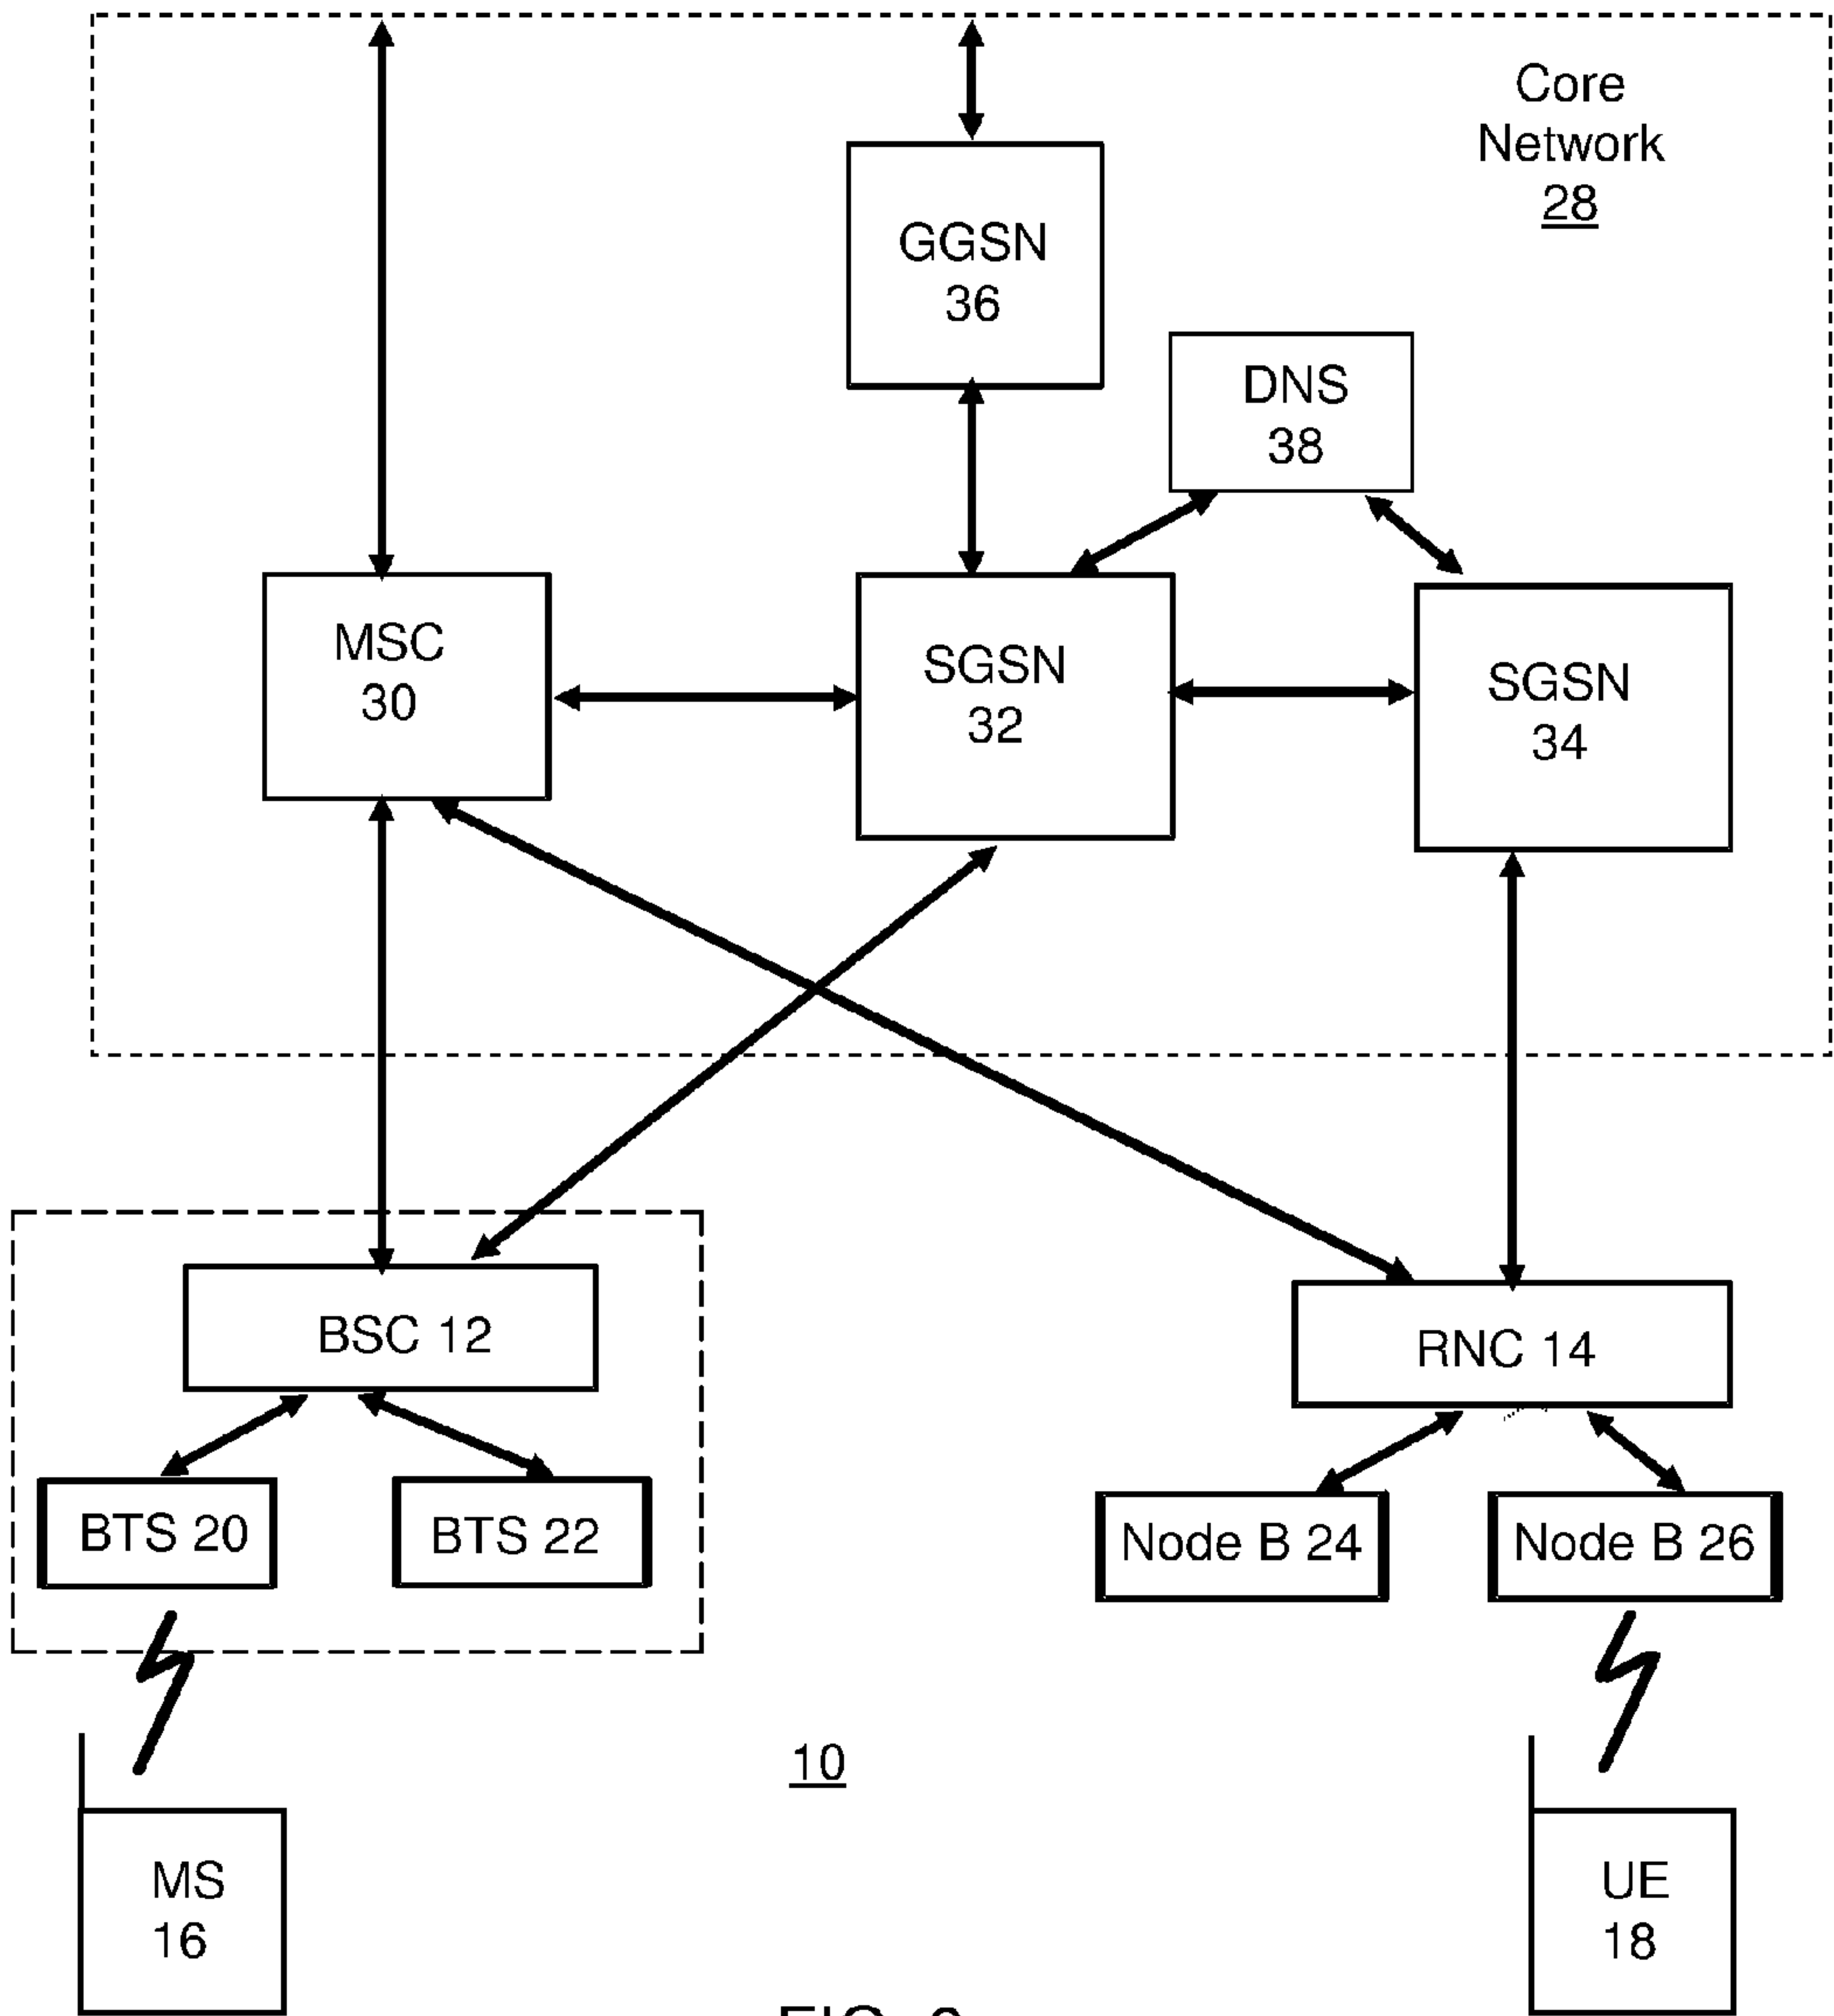 Core
Network
28
GGSN
36
DNS
38
MSC
30
SGSN
32
SGSN
34
BSC 12
RNC 14
BTS 20
BTS 22
Node B 24
Node B 26
10
MS
16
UE
18
FIG.